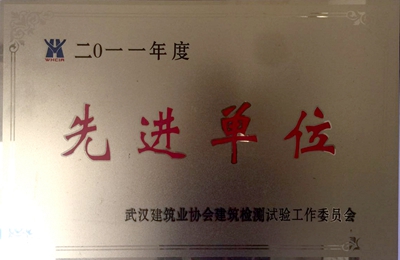 二0一一年度
先进单位
武汉建筑业协会建筑检测试验工作委员会